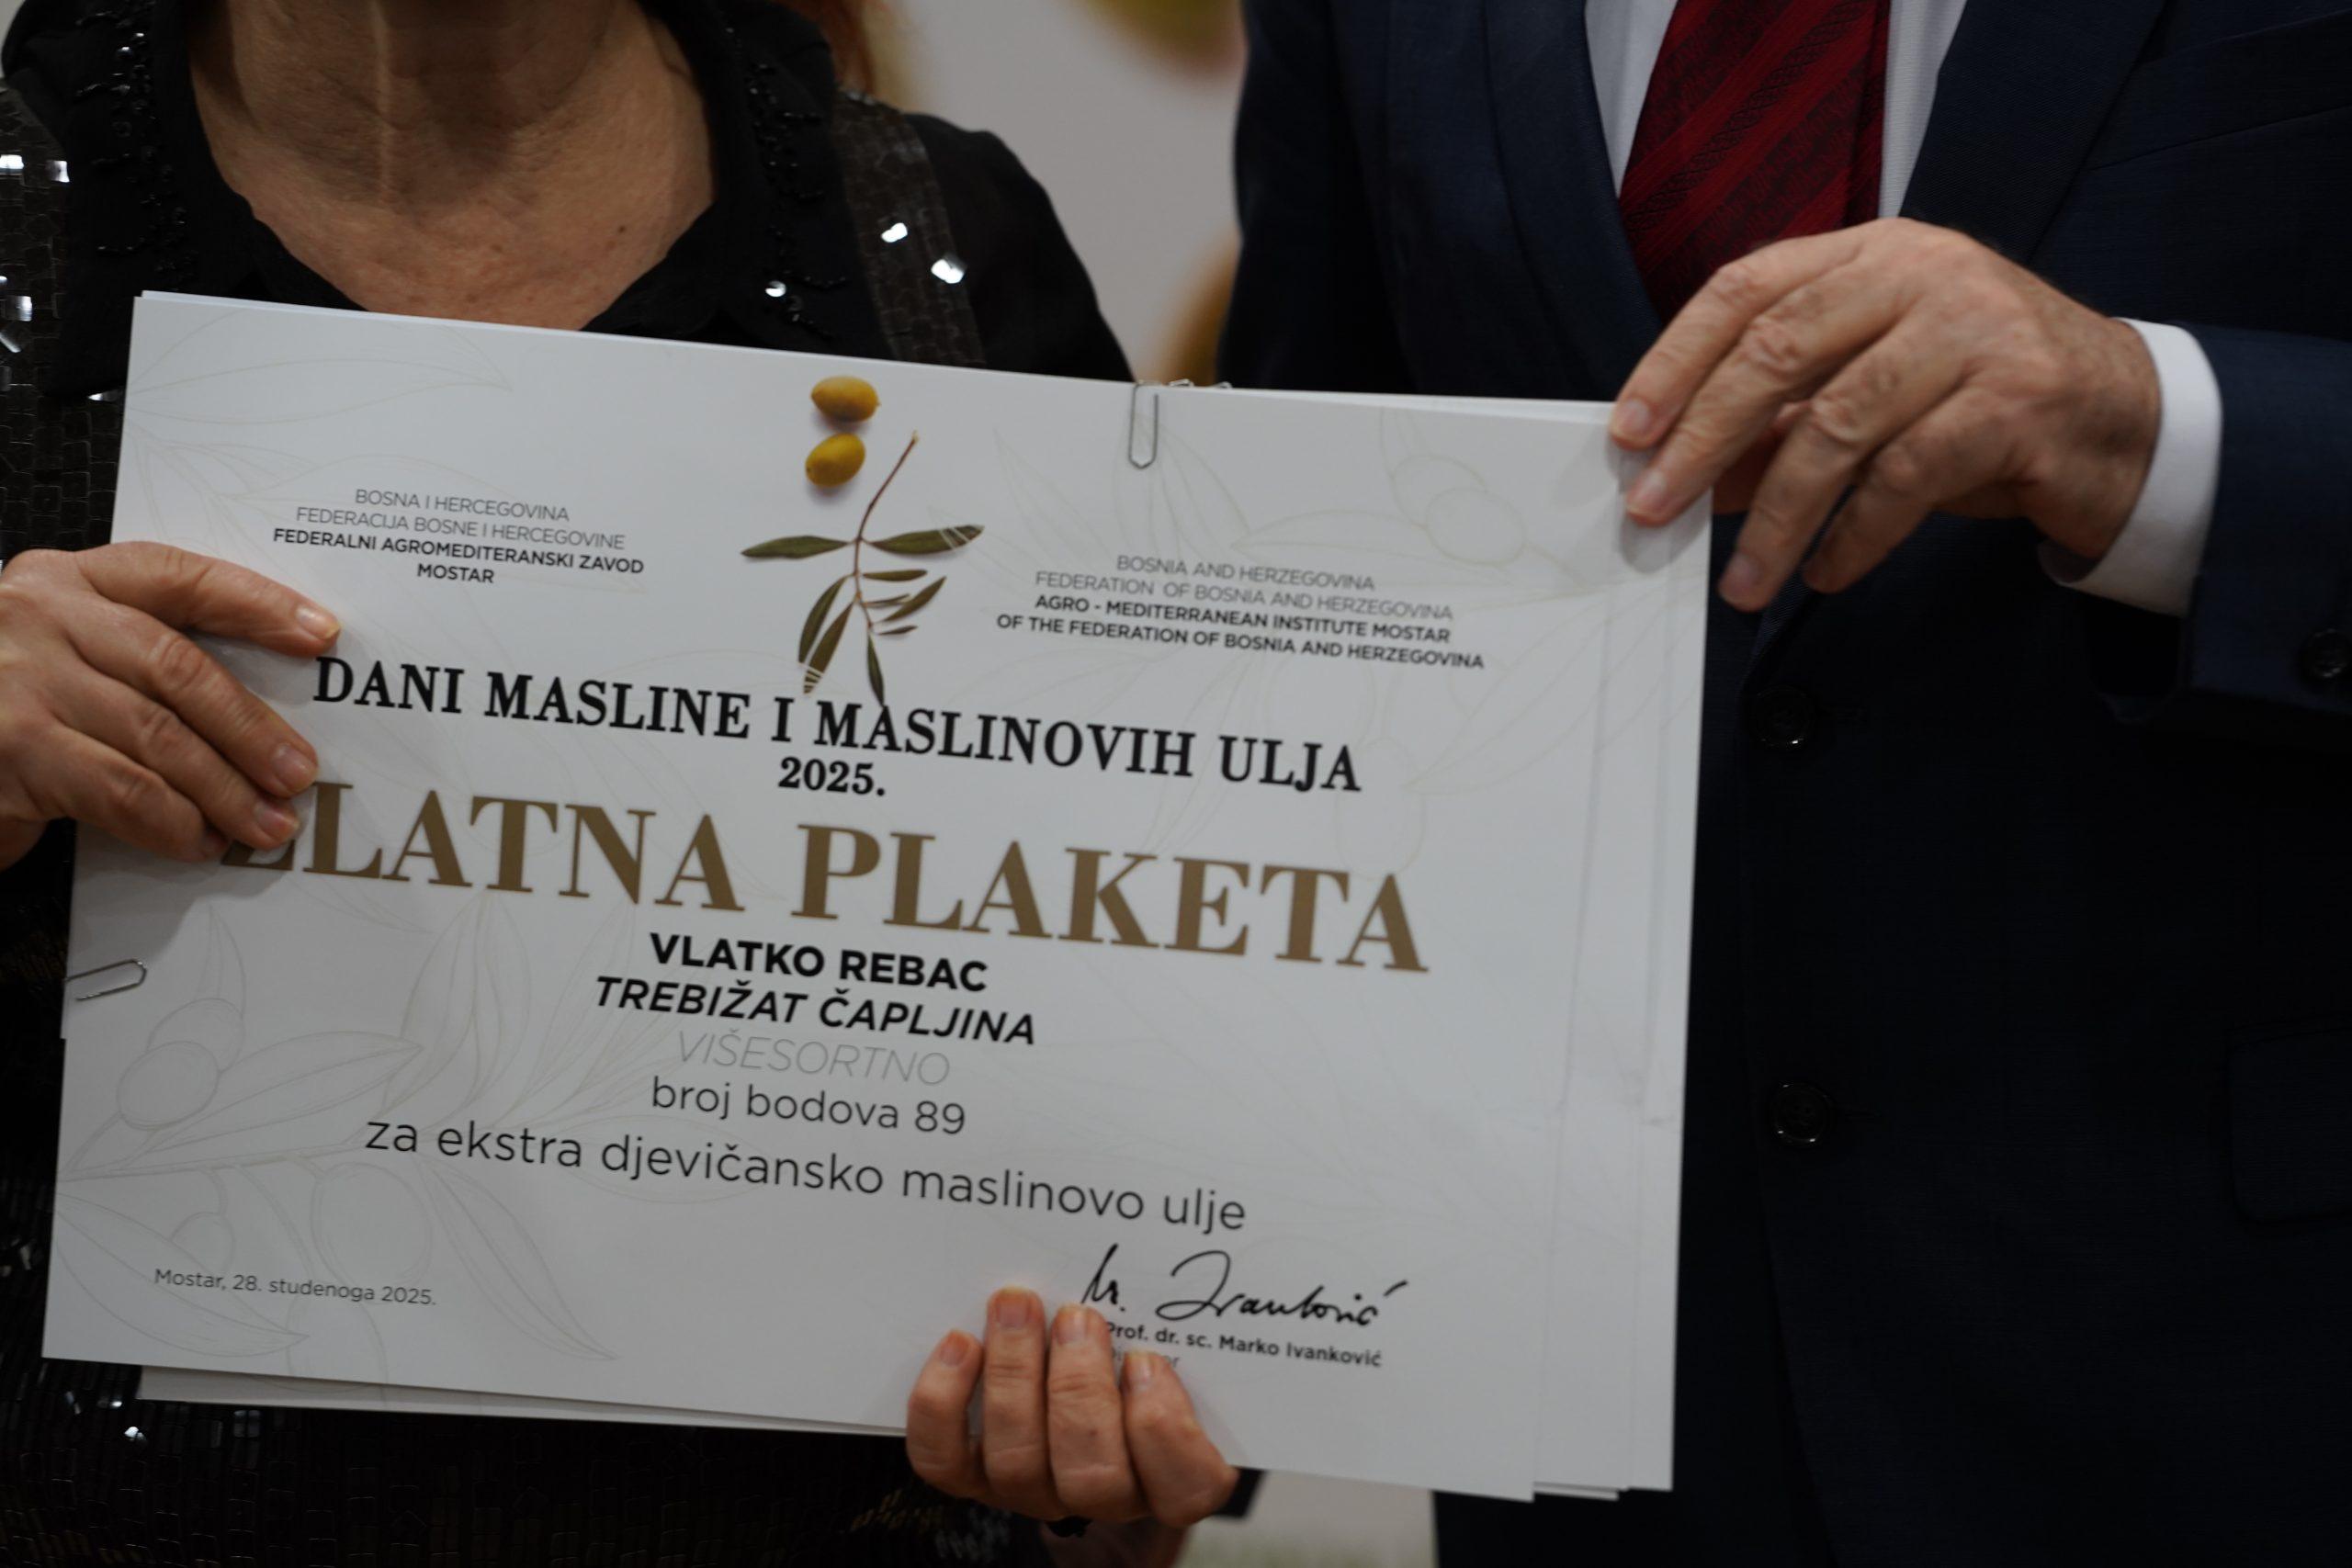 BOSNA I HERCEGOVINA
FEDERACIJA BOSNE I HERCEGOVINE
FEDERALNI AGROMEDITERANSKI ZAVOD
MOSTAR
BOSNIA AND HERZEGOVINA
FEDERATION OF BOSNIA AND HERZEGOVINA
AGRO - MEDITERRANEAN INSTITUTE MOSTAR
OF THE FEDERATION OF BOSNIA AND HERZEGOVINA
DANI MASLINE I MASLINOVIH ULJA
2025.
ZLATNA PLAKETA
VLATKO REBAC
TREBIŽAT ČAPLJINA
VIŠESORTNO
broj bodova 89
za ekstra djevičansko maslinovo ulje
Mostar, 28. studenoga 2025.
M. Ivanković
Prof. dr. sc. Marko Ivanković